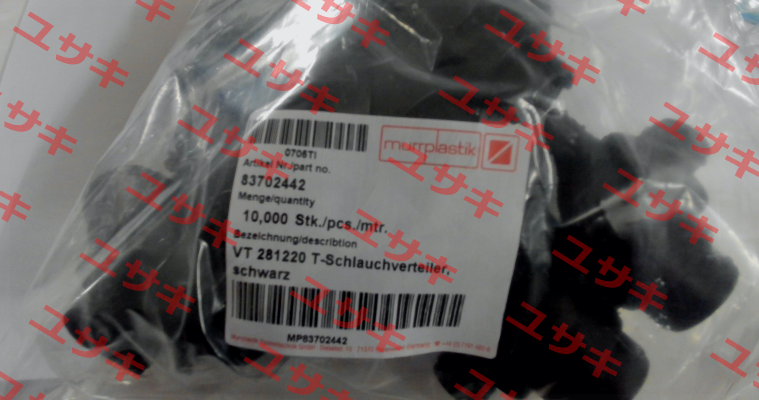 murrplastik
0706TI
Artikel Nr./part no.
83702442
Menge/quantity
10,000 Stk./pcs./mtr.
Bezeichnung/describtion
VT 281220 T-Schlauchverteiler,
schwarz
MP83702442
ユサキ